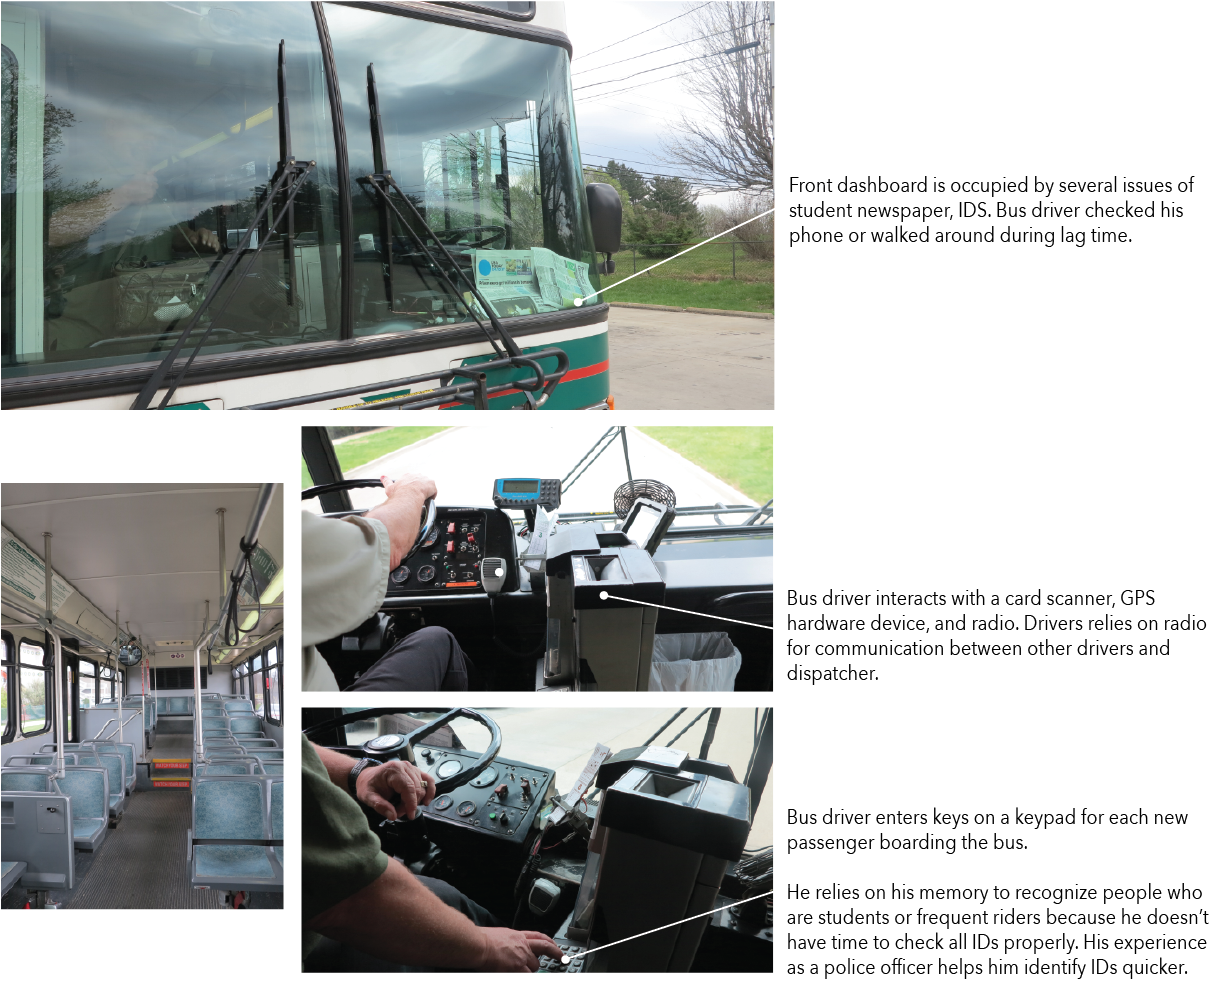 Front dashboard is occupied by several issues of
student newspaper, IDS. Bus driver checked his
phone or walked around during lag time.
Bus driver interacts with a card scanner, GPS
hardware device, and radio. Drivers relies on radio
for communication between other drivers and
dispatcher.
Bus driver enters keys on a keypad for each new
passenger boarding the bus.
He relies on his memory to recognize people who
are students or frequent riders because he doesn’t
have time to check all IDs properly. His experience
as a police officer helps him identify IDs quicker.